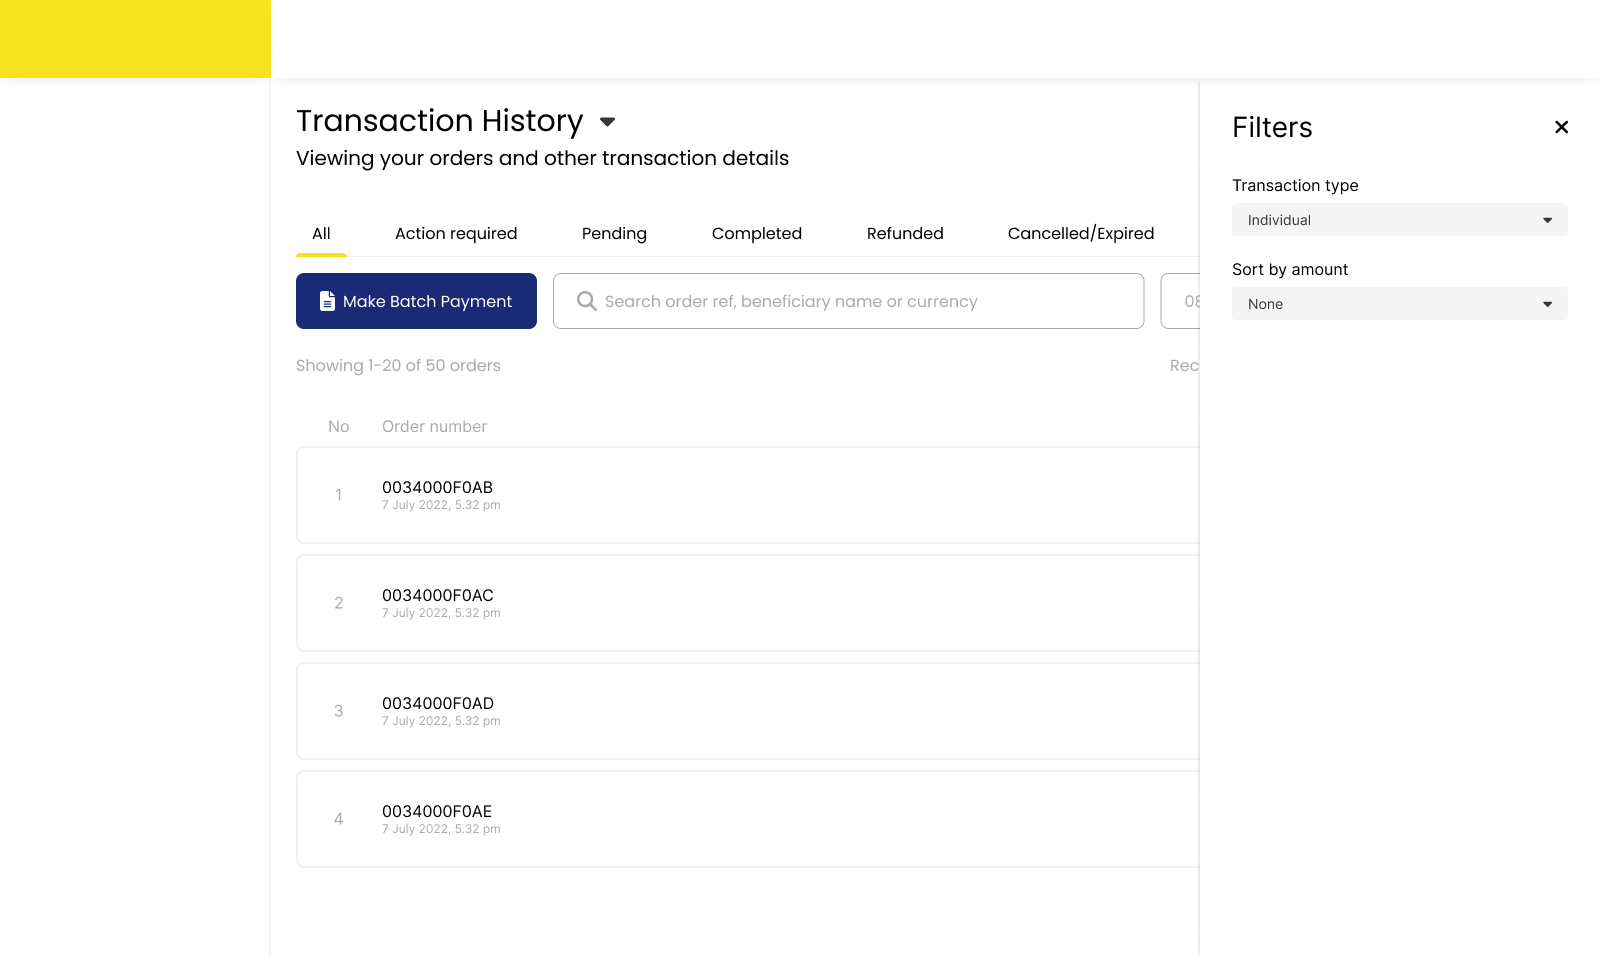 Transaction History
Viewing your orders and other transaction details
All Action required Pending Completed Refunded Cancelled/Expired
Make Batch Payment
Search order ref, beneficiary name or currency
Showing 1-20 of 50 orders
No Order number
1 0034000F0AB
7 July 2022, 5.32 pm
2 0034000F0AC
7 July 2022, 5.32 pm
3 0034000F0AD
7 July 2022, 5.32 pm
4 0034000F0AE
7 July 2022, 5.32 pm
Filters
Transaction type
Individual
Sort by amount
None